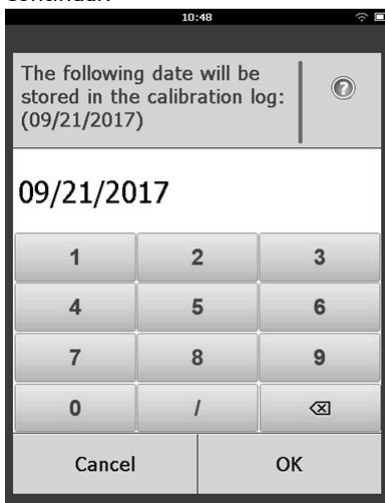 10:48
The following date will be
stored in the calibration log:
(09/21/2017)
?
09/21/2017
1 2 3
4 5 6
7 8 9
0 /
Cancel OK